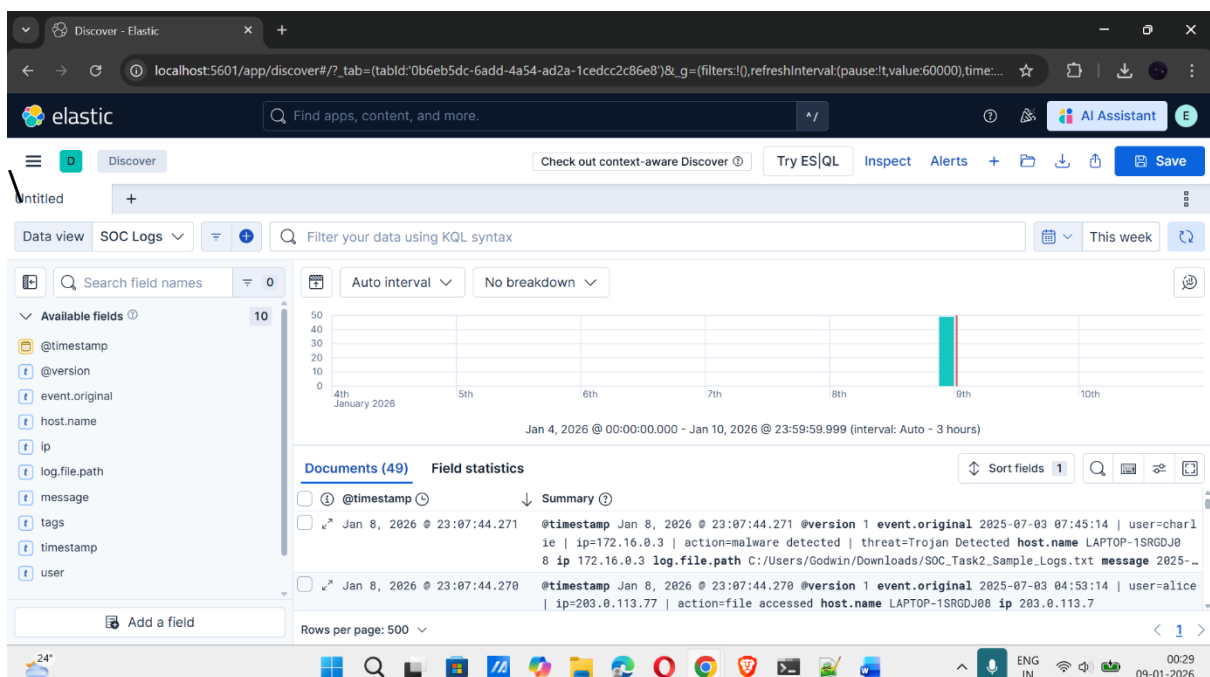 Discover - Elastic
localhost:5601/app/discover#/?_tab=(tabId:'0b6eb5dc-6add-4a54-ad2a-1cedcc2c86e8')&_g=(filters:!(),refreshInterval:(pause:!t,value:60000),time:...
elastic
Find apps, content, and more.
^/
AI Assistant
E
D
Discover
Check out context-aware Discover
Try ES|QL
Inspect
Alerts
Save
Untitled
Data view
SOC Logs
Filter your data using KQL syntax
This week
Search field names
0
Auto interval
No breakdown
Available fields
10
@timestamp
@version
event.original
host.name
ip
log.file.path
message
tags
timestamp
user
Add a field
50
40
30
20
10
0
4th
January 2026
5th
6th
7th
8th
9th
10th
Jan 4, 2026 @ 00:00:00.000 - Jan 10, 2026 @ 23:59:59.999 (interval: Auto - 3 hours)
Documents (49)
Field statistics
Sort fields 1
@timestamp
Summary
Jan 8, 2026 @ 23:07:44.271
@timestamp Jan 8, 2026 @ 23:07:44.271 @version 1 event.original 2025-07-03 07:45:14 | user=charl
ie | ip=172.16.0.3 | action=malware detected | threat=Trojan Detected host.name LAPTOP-1SRGDJ0
8 ip 172.16.0.3 log.file.path C:/Users/Godwin/Downloads/SOC_Task2_Sample_Logs.txt message 2025-…
Jan 8, 2026 @ 23:07:44.270
@timestamp Jan 8, 2026 @ 23:07:44.270 @version 1 event.original 2025-07-03 04:53:14 | user=alice
| ip=203.0.113.77 | action=file accessed host.name LAPTOP-1SRGDJ08 ip 203.0.113.7
Rows per page: 500
1
24°
ENG
IN
00:29
09-01-2026